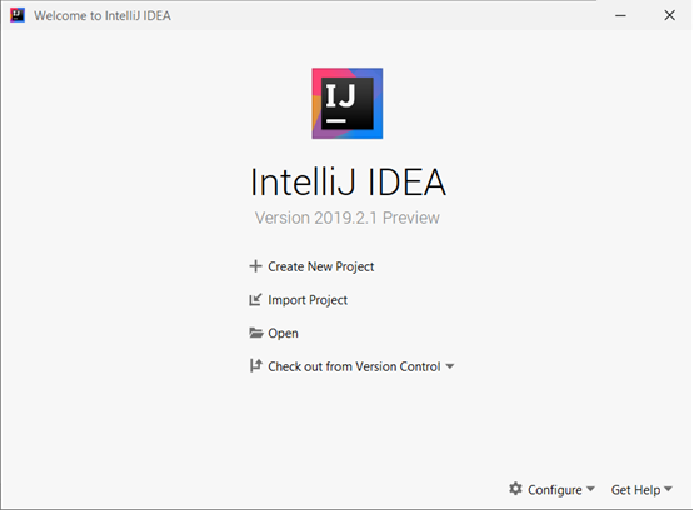 Welcome to IntelliJ IDEA
IJ
IntelliJ IDEA
Version 2019.2.1 Preview
Create New Project
Import Project
Open
Check out from Version Control
Configure Get Help